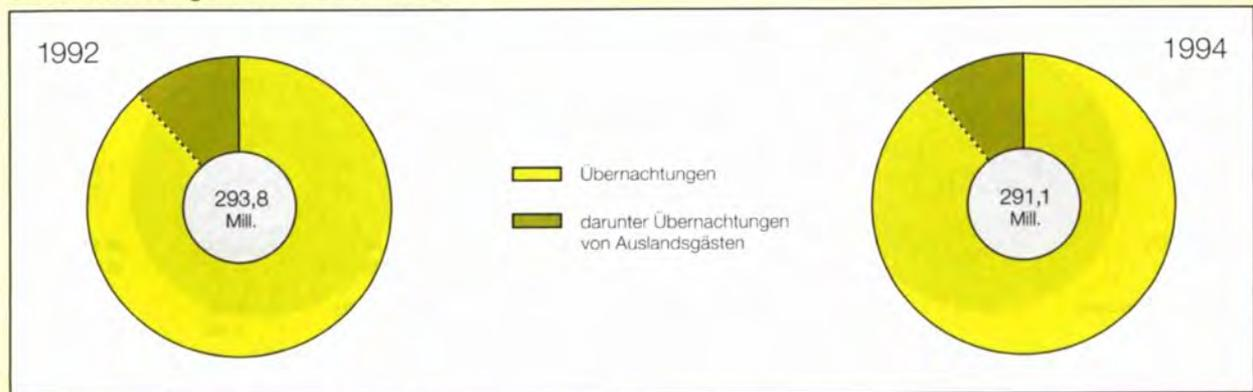 1992
293,8
Mill.
Übernachtungen
darunter Übernachtungen
von Auslandsgästen
1994
291,1
Mill.